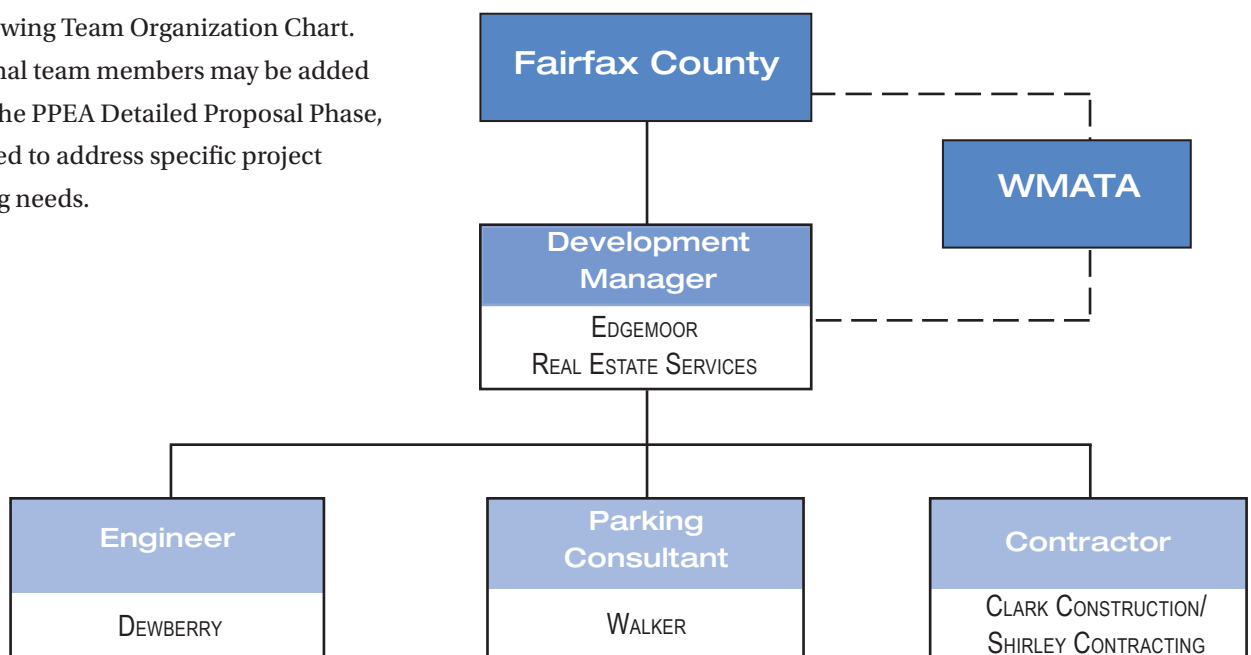 wing Team Organization Chart.
nal team members may be added
he PPEA Detailed Proposal Phase,
ed to address specific project
g needs.
Fairfax County
WMATA
Development
Manager
Edgemoor
Real Estate Services
Engineer
Dewberry
Parking
Consultant
Walker
Contractor
Clark Construction/
Shirley Contracting